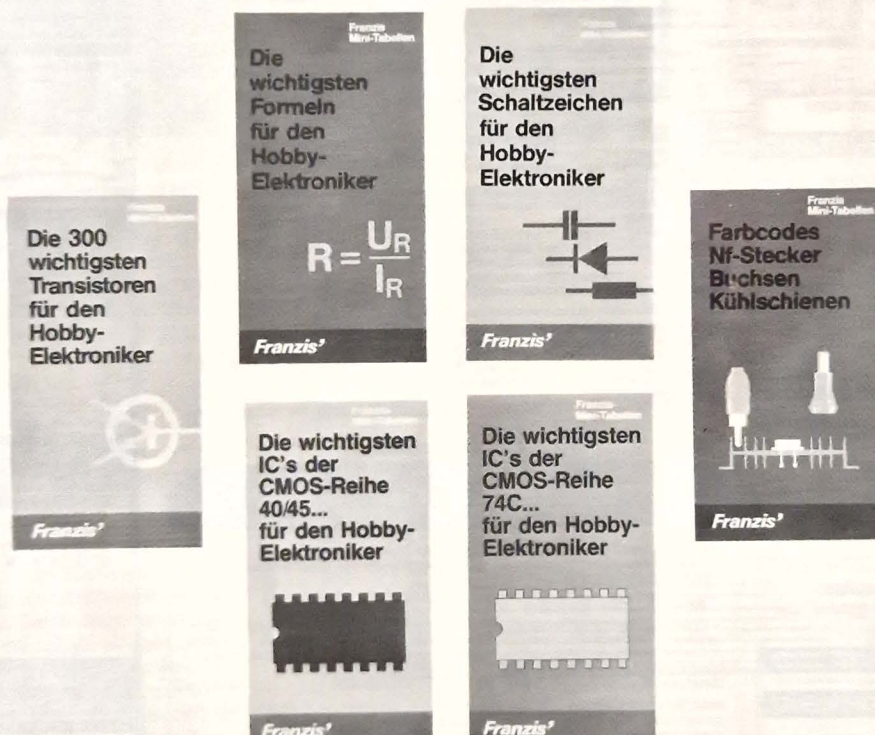 Franzis
Mini-Tabellen
Die
wichtigsten
Formeln
für den
Hobby-
Elektroniker
R = U_R / I_R
Franzis'
Die
wichtigsten
Schaltzeichen
für den
Hobby-
Elektroniker
Franzis'
Die 300
wichtigsten
Transistoren
für den
Hobby-
Elektroniker
Franzis'
Franzis
Mini-Tabellen
Farbcodes
Nf-Stecker
Buchsen
Kühlschienen
Franzis'
Die wichtigsten
IC's der
CMOS-Reihe
40/45...
für den Hobby-
Elektroniker
Franzis'
Franzis-
Mini-Tabellen
Die wichtigsten
IC's der
CMOS-Reihe
74C...
für den Hobby-
Elektroniker
Franzis'